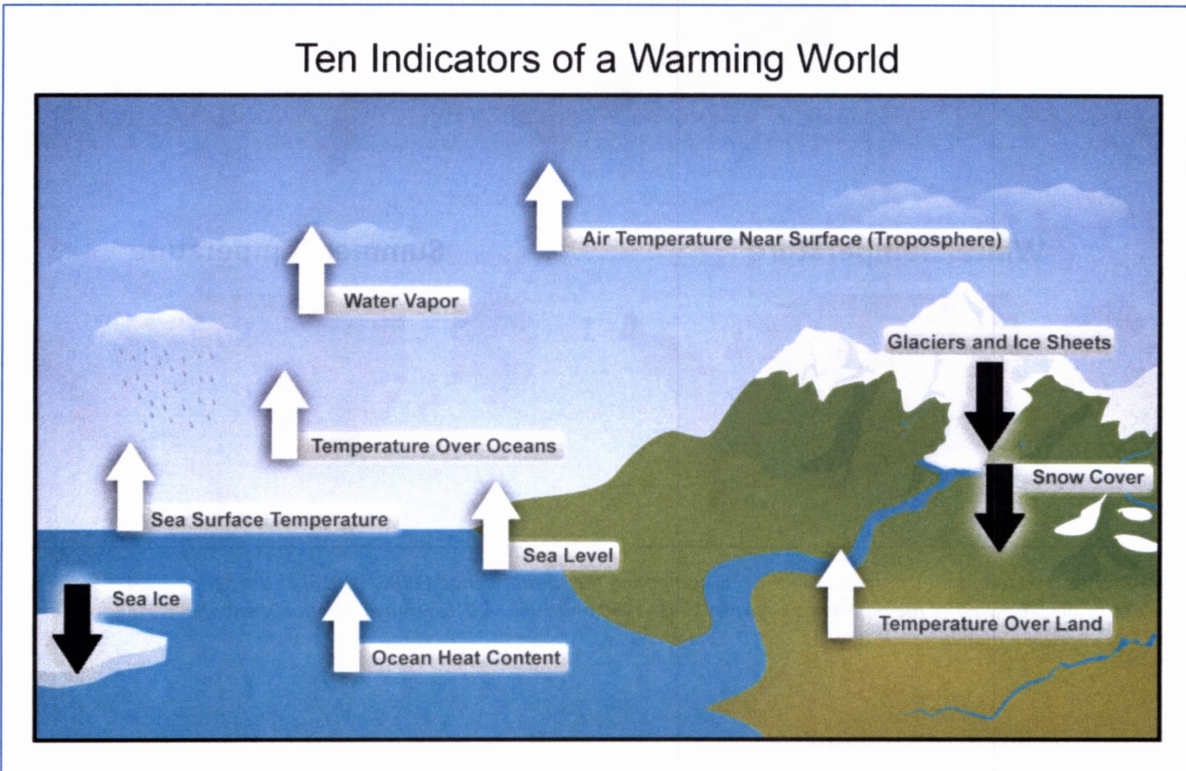 Ten Indicators of a Warming World
Air Temperature Near Surface (Troposphere)
Water Vapor
Glaciers and Ice Sheets
Temperature Over Oceans
Snow Cover
Sea Surface Temperature
Sea Level
Sea Ice
Temperature Over Land
Ocean Heat Content